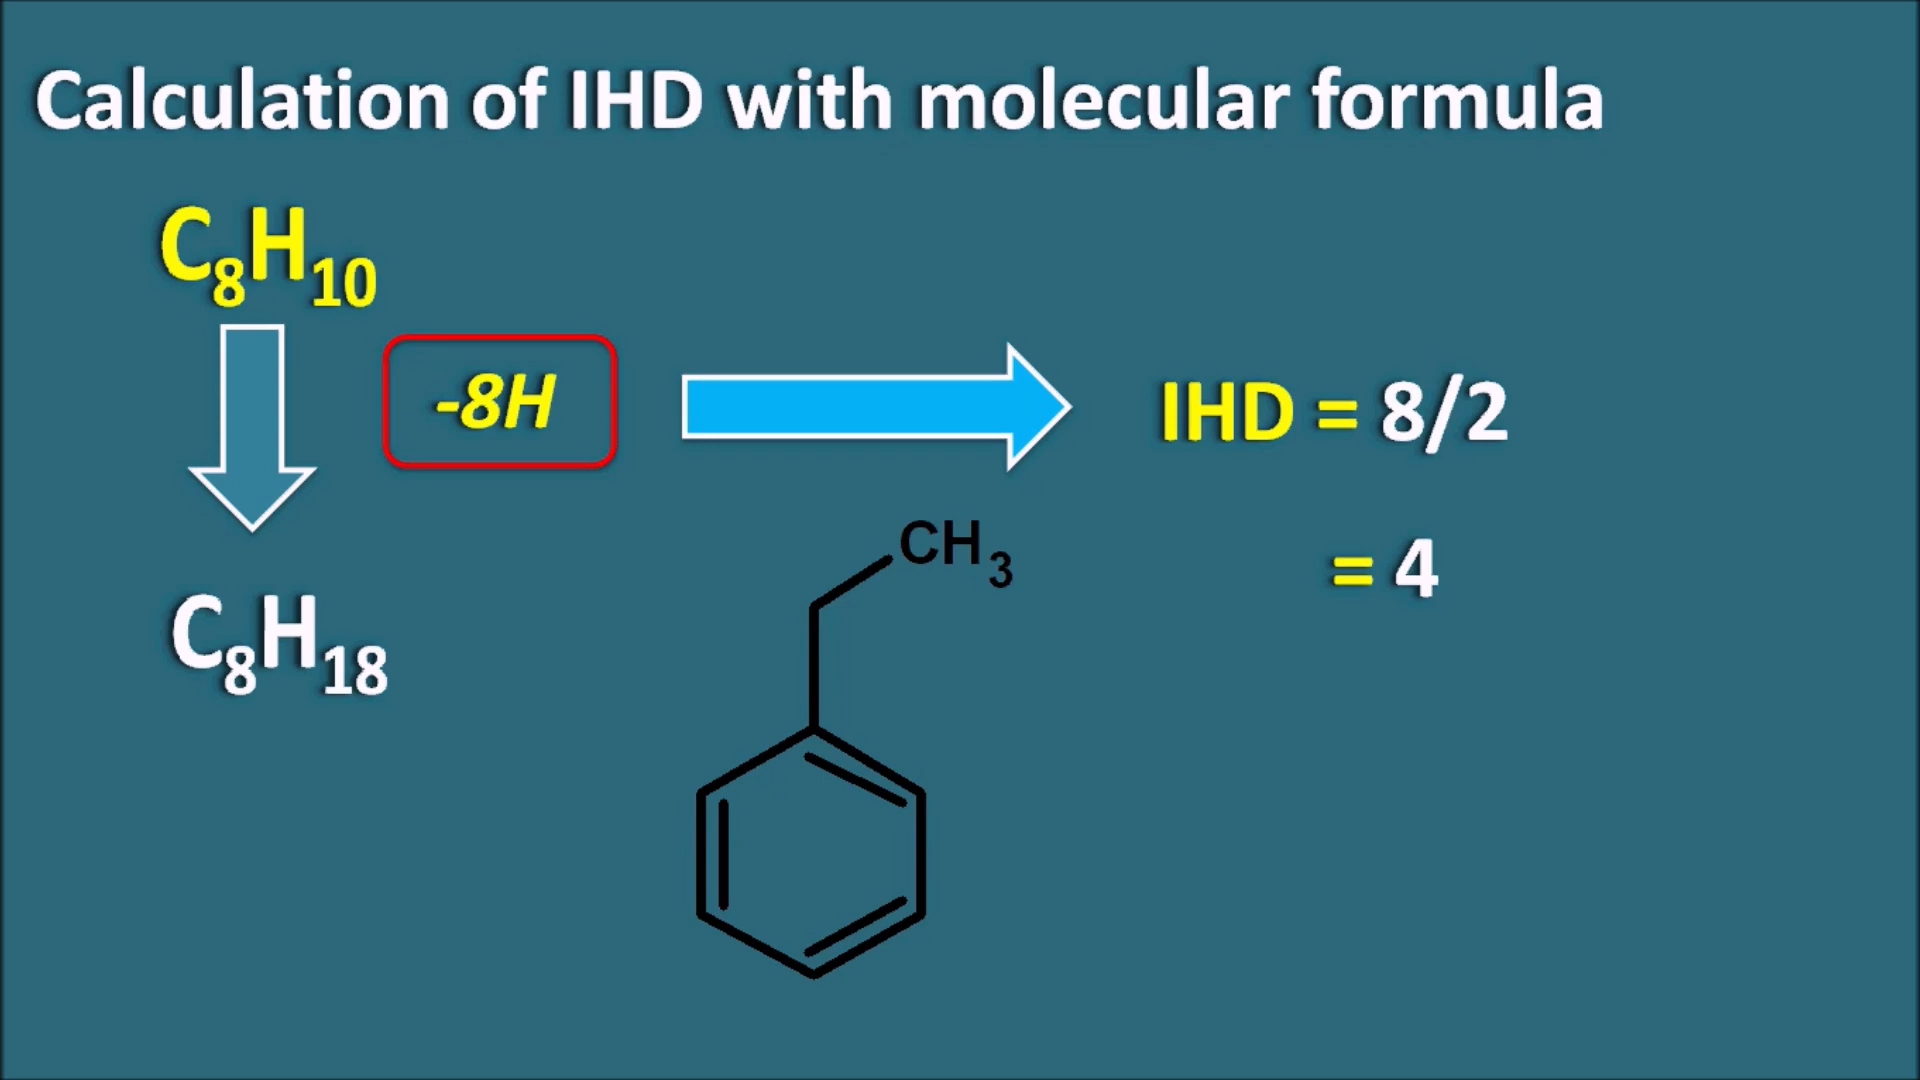 Calculation of IHD with molecular formula
C₈H₁₀
-8H
IHD = 8/2
CH₃
= 4
C₈H₁₈